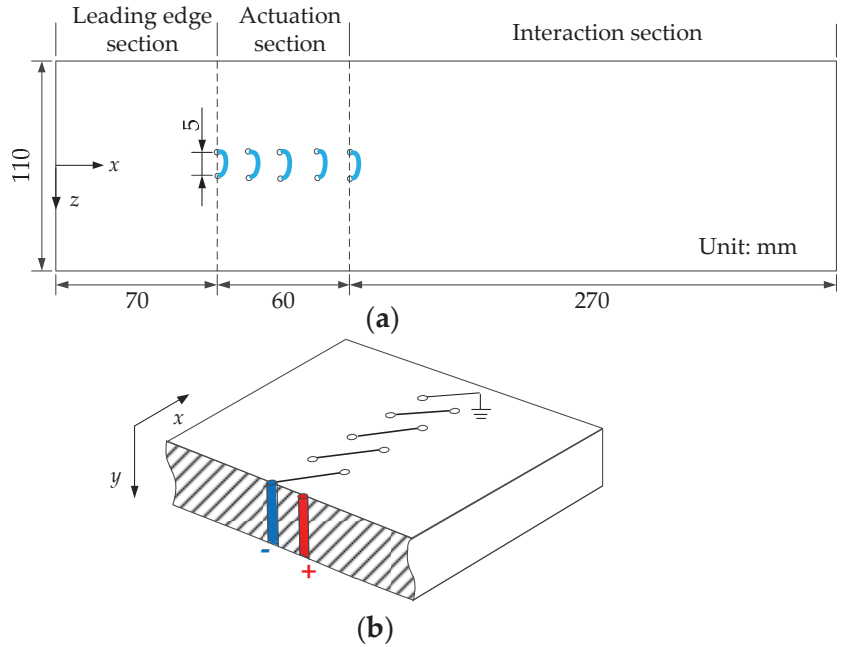 Leading edge
section
Actuation
section
Interaction section
5
110
x
z
Unit: mm
70
60
270
(a)
x
y
-
+
(b)